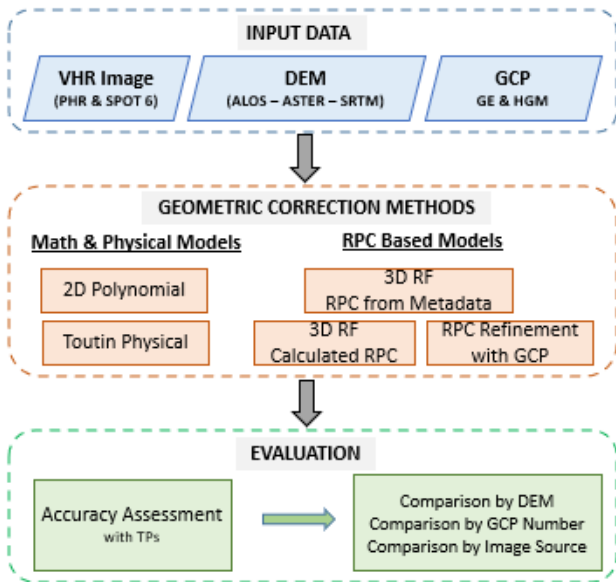 INPUT DATA
VHR Image
(PHR & SPOT 6)
DEM
(ALOS – ASTER – SRTM)
GCP
GE & HGM
GEOMETRIC CORRECTION METHODS
Math & Physical Models
2D Polynomial
Toutin Physical
RPC Based Models
3D RF
RPC from Metadata
3D RF
Calculated RPC
RPC Refinement
with GCP
EVALUATION
Accuracy Assessment
with TPs
Comparison by DEM
Comparison by GCP Number
Comparison by Image Source